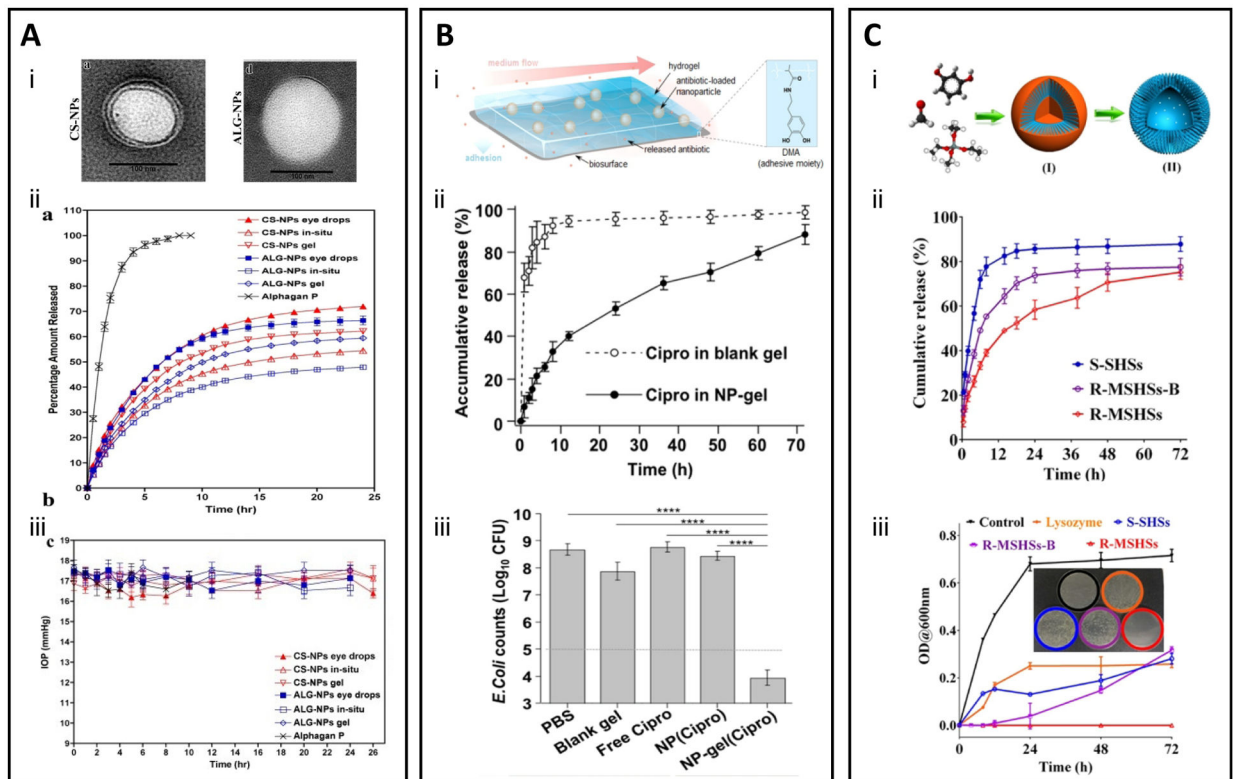 A
i
a
CS-NPs
100 nm
d
ALG-NPs
100 nm
ii
a
Percentage Amount Released
110
100
90
80
70
60
50
40
30
20
10
0
CS-NPs eye drops
CS-NPs in-situ
CS-NPs gel
ALG-NPs eye drops
ALG-NPs in-situ
ALG-NPs gel
Alphagan P
0 5 10 15 20 25
Time (hr)
b
iii
c
IOP (mmHg)
19
18
17
16
15
14
13
12
11
10
9
CS-NPs eye drops
CS-NPs in-situ
CS-NPs gel
ALG-NPs eye drops
ALG-NPs in-situ
ALG-NPs gel
Alphagan P
0 2 4 6 8 10 12 14 16 18 20 22 24 26
Time (hr)
B
i
medium flow
hydrogel
antibiotic-loaded
nanoparticle
adhesion
biosurface
released antibiotic
O
HN
HO
OH
DMA
(adhesive moiety)
ii
Accumulative release (%)
100
80
60
40
20
0
Cipro in blank gel
Cipro in NP-gel
0 10 20 30 40 50 60 70
Time (h)
iii
E.Coli counts (Log10 CFU)
10
9
8
7
6
5
4
3
****
****
****
****
PBS
Blank gel
Free Cipro
NP(Cipro)
NP-gel(Cipro)
C
i
(I)
(II)
ii
Cumulative release (%)
100
80
60
40
20
0
S-SHSs
R-MSHSs-B
R-MSHSs
0 12 24 36 48 60 72
Time (h)
iii
Control
Lysozyme
S-SHSs
R-MSHSs-B
R-MSHSs
OD@600nm
0.8
0.6
0.4
0.2
0.0
0 24 48 72
Time (h)